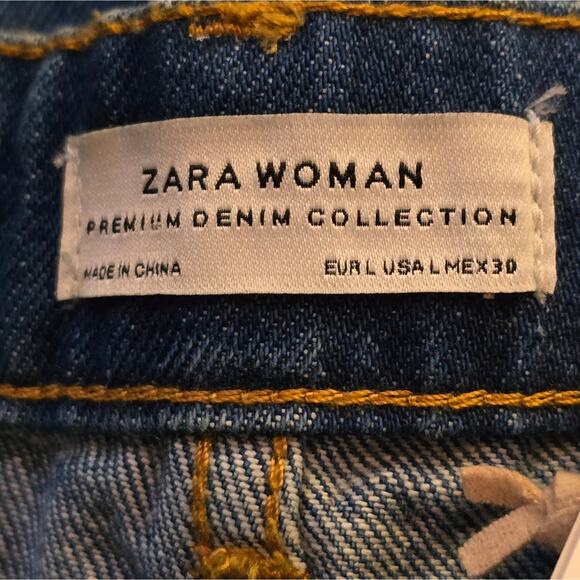 ZARA WOMAN
PREMIUM DENIM COLLECTION
MADE IN CHINA EUR L USA L MEX 30